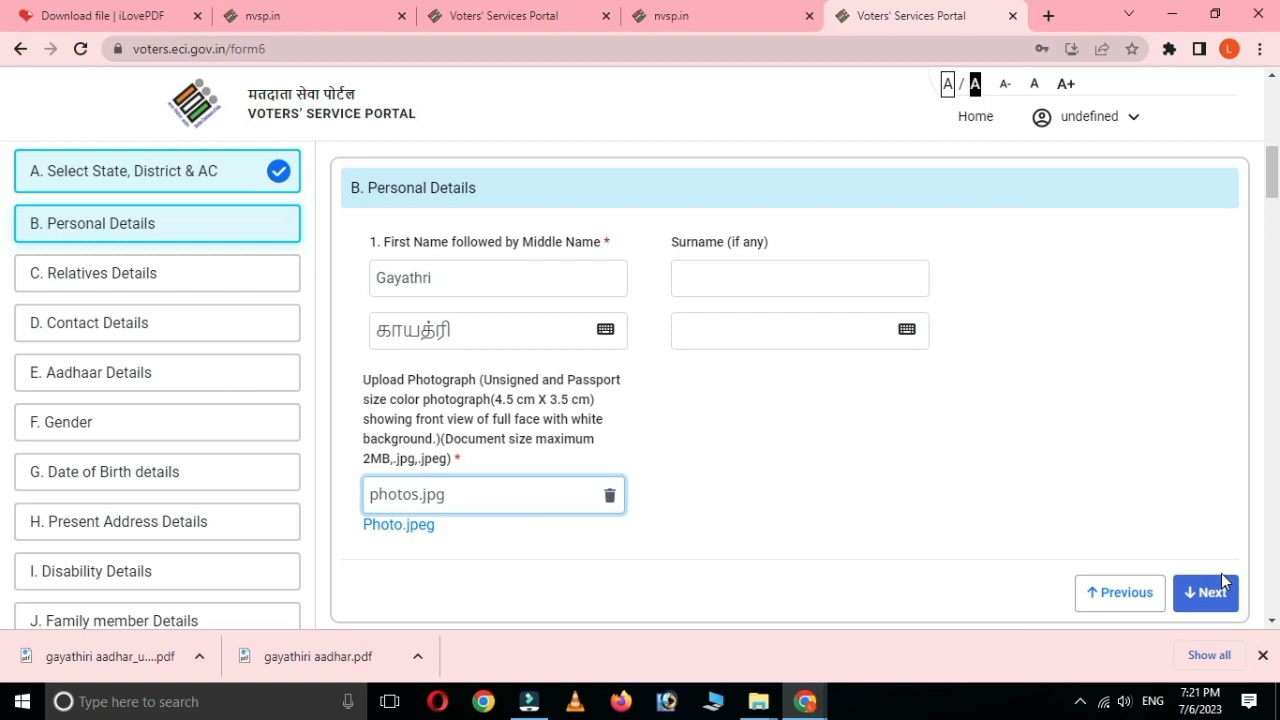 Download file | iLovePDF
nvsp.in
Voters' Services Portal
nvsp.in
Voters' Services Portal
voters.eci.gov.in/form6
L
मतदाता सेवा पोर्टल
VOTERS' SERVICE PORTAL
A / A A- A A+
Home
undefined
A. Select State, District & AC
B. Personal Details
C. Relatives Details
D. Contact Details
E. Aadhaar Details
F. Gender
G. Date of Birth details
H. Present Address Details
I. Disability Details
J. Family member Details
B. Personal Details
1. First Name followed by Middle Name *
Surname (if any)
Gayathri
காயத்ரி
Upload Photograph (Unsigned and Passport
size color photograph(4.5 cm X 3.5 cm)
showing front view of full face with white
background.)(Document size maximum
2MB,.jpg,.jpeg) *
photos.jpg
Photo.jpeg
Previous
Next
gayathiri aadhar_u....pdf
gayathiri aadhar.pdf
Show all
Type here to search
ENG
7:21 PM
7/6/2023